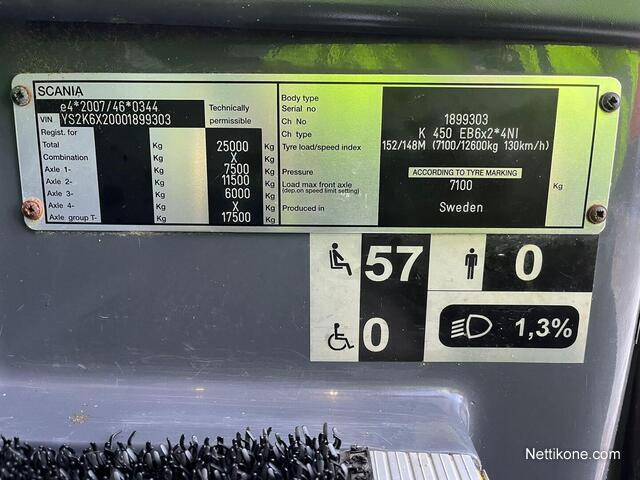 SCANIA
e4*2007/46*0344
VIN YS2K6X20001899303
Technically
permissible
Regist. for
Total Kg 25000 Kg
Combination Kg X Kg
Axle 1- Kg 7500 Kg
Axle 2- Kg 11500 Kg
Axle 3- Kg 6000 Kg
Axle 4- Kg X Kg
Axle group T- Kg 17500 Kg
Body type
Serial no
Ch No 1899303
Ch type K 450 EB6x2*4NI
Tyre load/speed index 152/148M (7100/12600kg 130km/h)
Pressure ACCORDING TO TYRE MARKING
Load max front axle 7100 Kg
(dep.on speed limit setting)
Produced in Sweden
57 0
0 1,3%
Nettikone.com